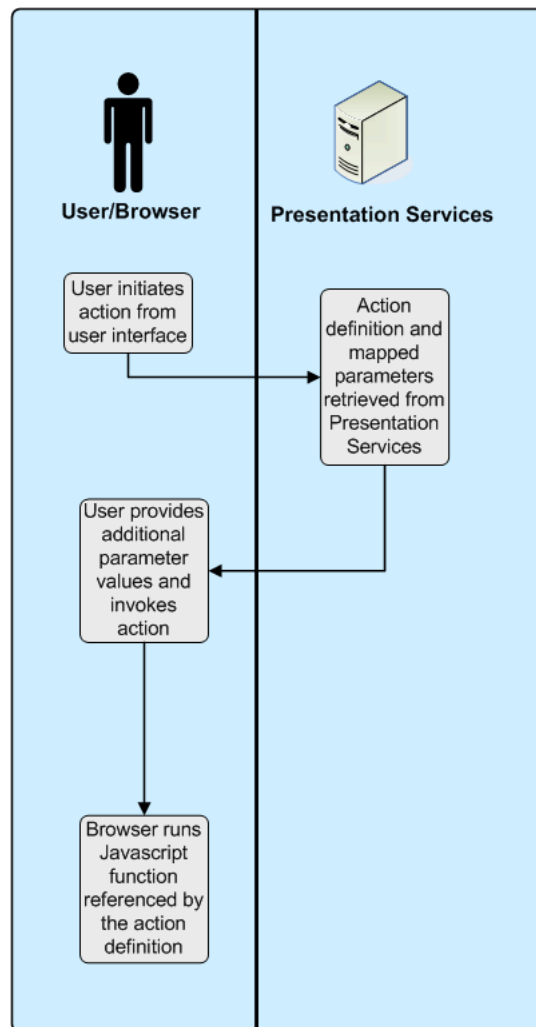 User/Browser
Presentation Services
User initiates
action from
user interface
Action
definition and
mapped
parameters
retrieved from
Presentation
Services
User provides
additional
parameter
values and
invokes
action
Browser runs
Javascript
function
referenced by
the action
definition